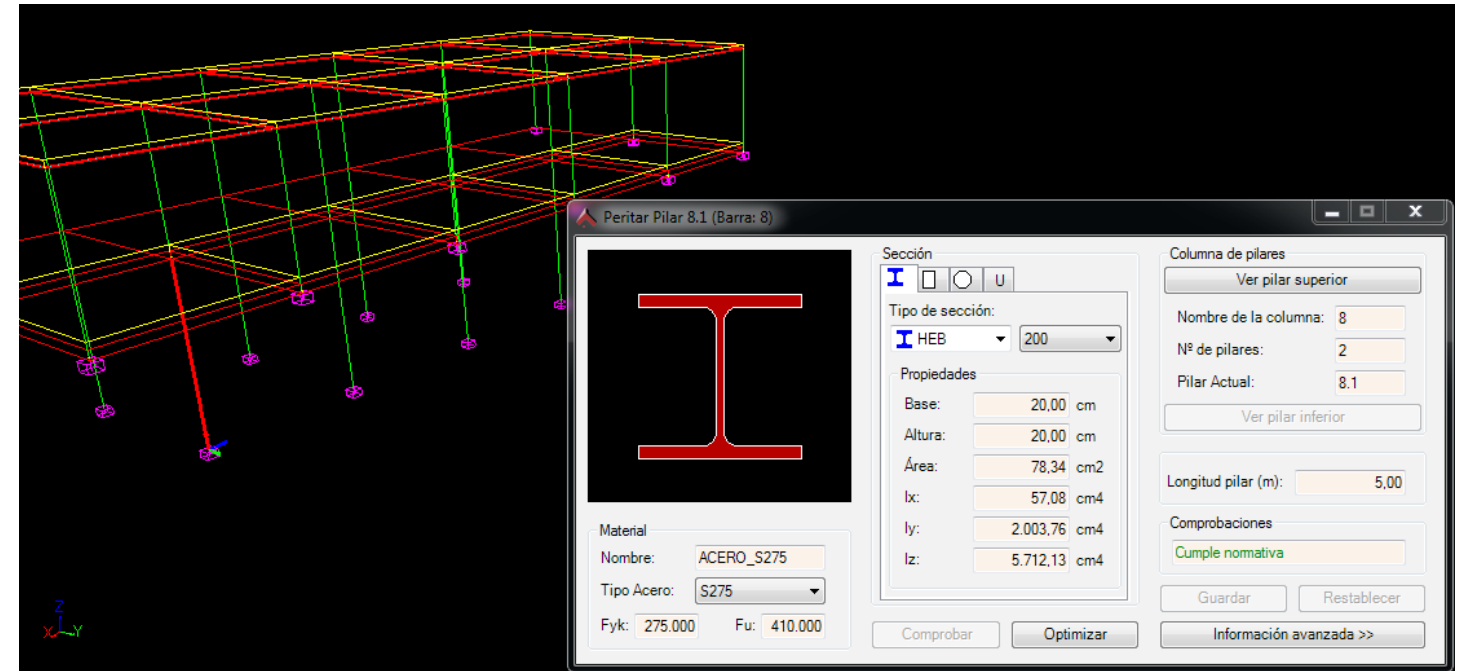 Peritar Pilar 8.1 (Barra: 8)
Sección
U
Tipo de sección:
HEB 200
Propiedades
Base: 20,00 cm
Altura: 20,00 cm
Área: 78,34 cm2
Ix: 57,08 cm4
Iy: 2.003,76 cm4
Iz: 5.712,13 cm4
Material
Nombre: ACERO_S275
Tipo Acero: S275
Fyk: 275.000 Fu: 410.000
Comprobar Optimizar
Columna de pilares
Ver pilar superior
Nombre de la columna: 8
Nº de pilares: 2
Pilar Actual: 8.1
Ver pilar inferior
Longitud pilar (m): 5,00
Comprobaciones
Cumple normativa
Guardar Restablecer
Información avanzada >>
Z
X Y